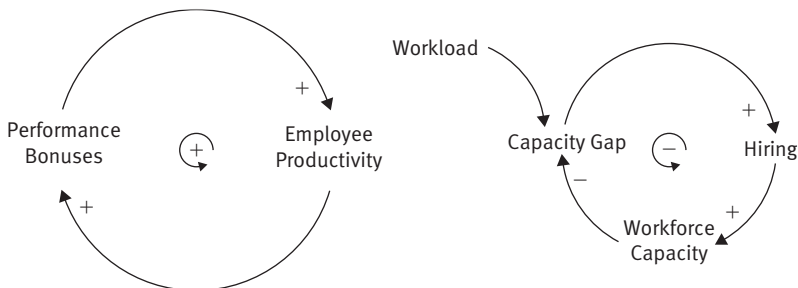 +
Performance
Bonuses
+
Employee
Productivity
+
Workload
Capacity Gap
+
−
Hiring
−
+
Workforce
Capacity